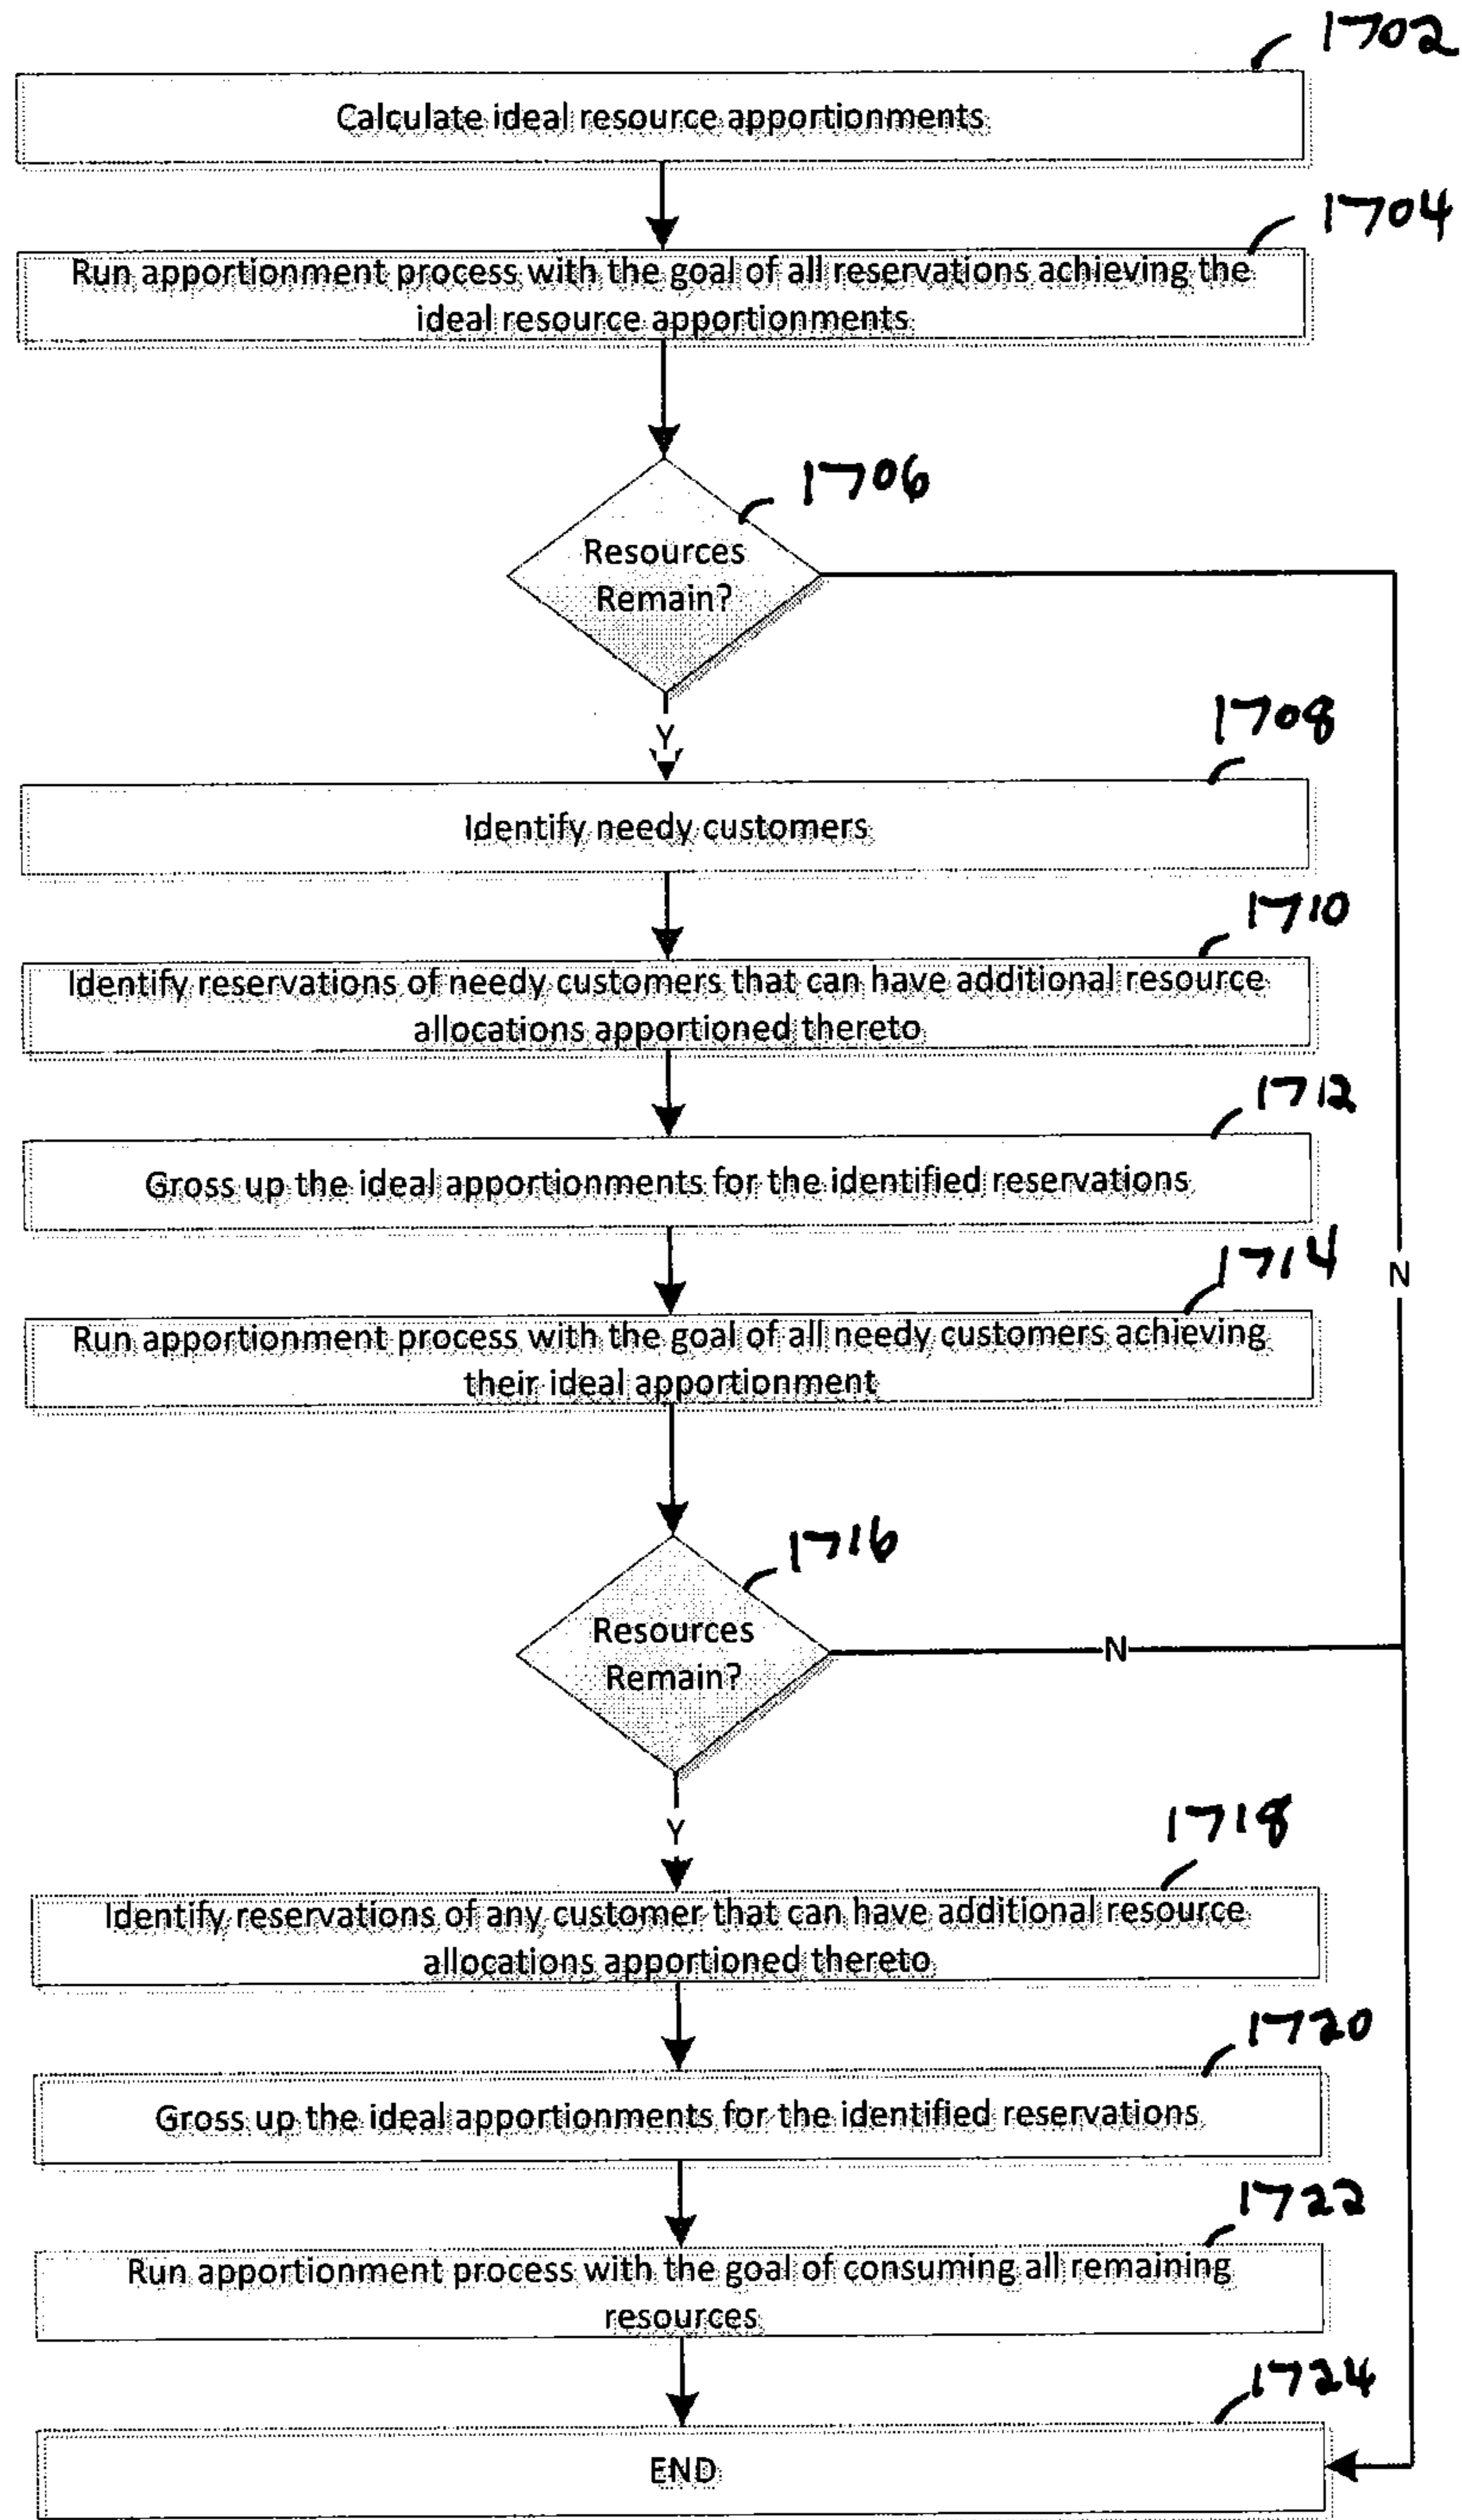 1702
Calculate ideal resource apportionments
1704
Run apportionment process with the goal of all reservations achieving the
ideal resource apportionments
1706
Resources
Remain?
Y
1708
Identify needy customers
1710
Identify reservations of needy customers that can have additional resource
allocations apportioned thereto
1712
Gross up the ideal apportionments for the identified reservations
N
1714
Run apportionment process with the goal of all needy customers achieving
their ideal apportionment
1716
Resources
Remain?
N
Y
1718
Identify reservations of any customer that can have additional resource
allocations apportioned thereto
1720
Gross up the ideal apportionments for the identified reservations
1722
Run apportionment process with the goal of consuming all remaining
resources
1724
END